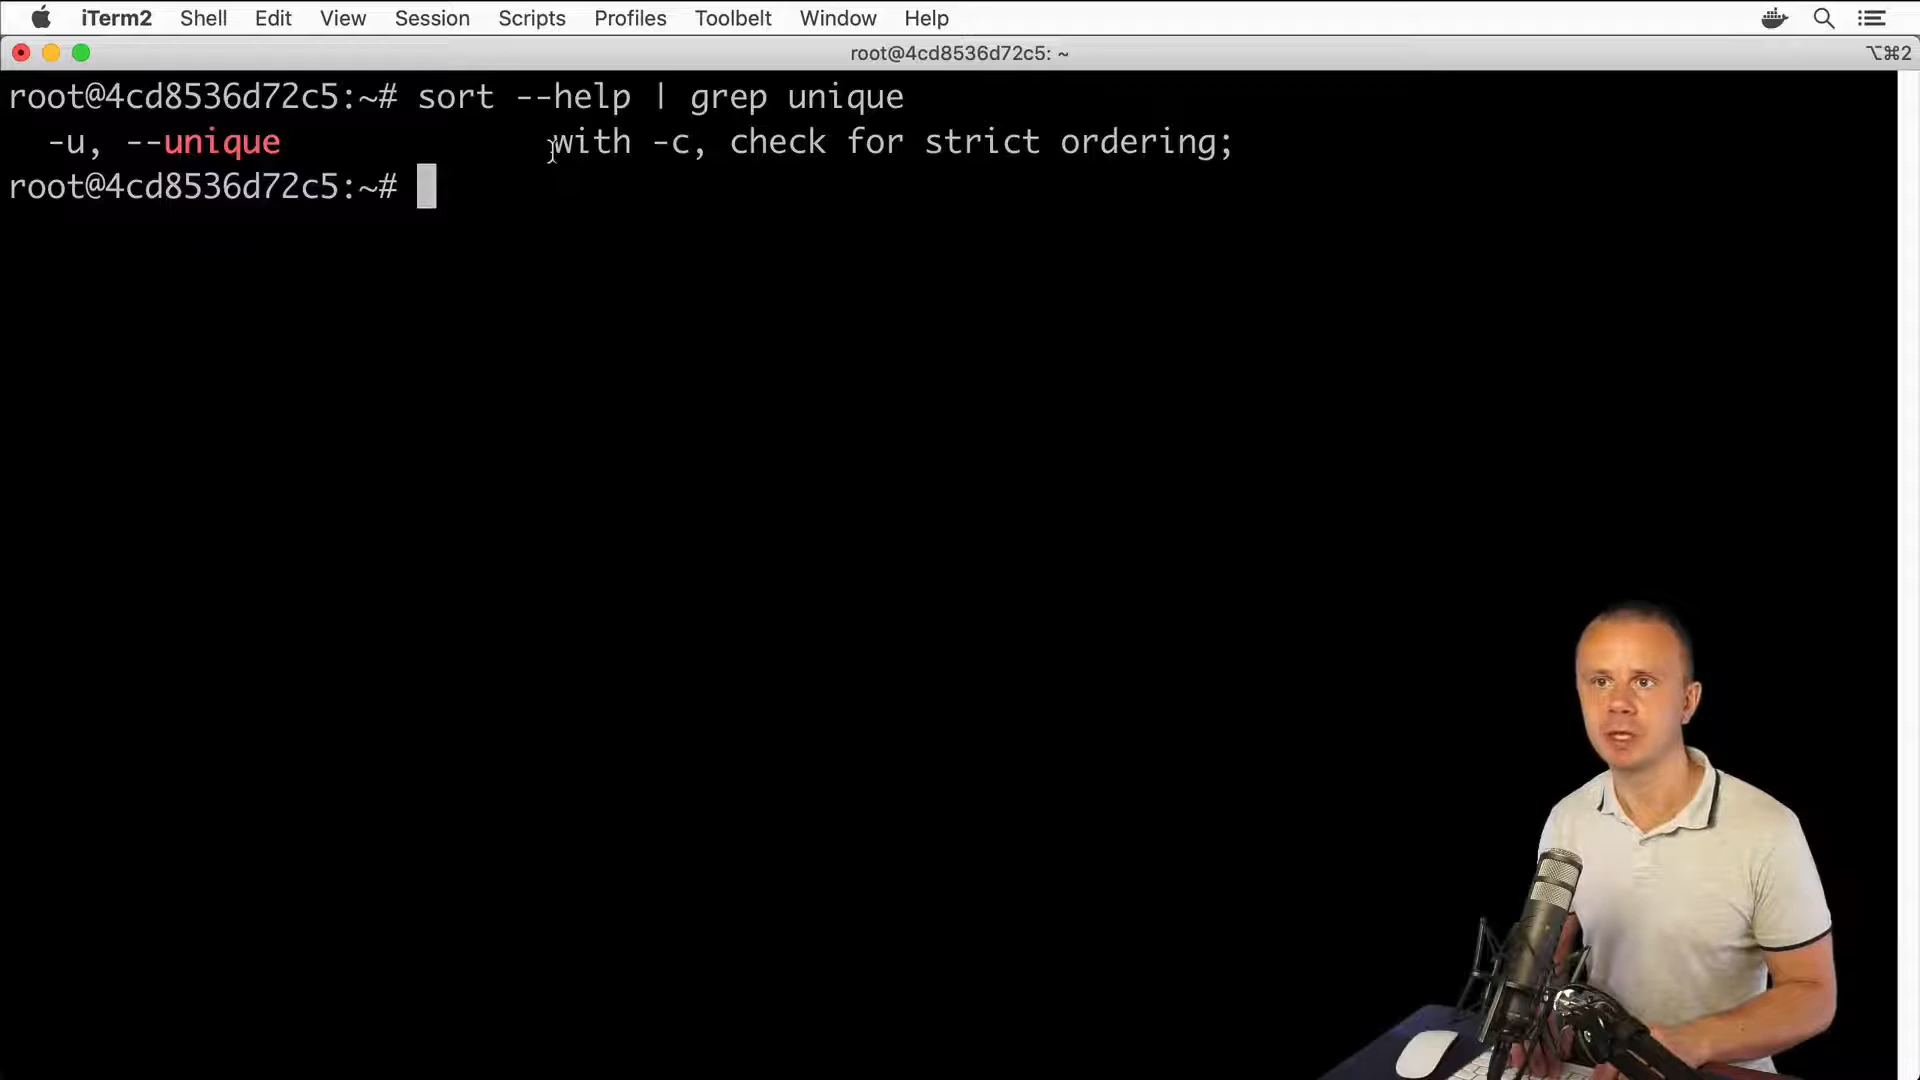 iTerm2 Shell Edit View Session Scripts Profiles Toolbelt Window Help
root@4cd8536d72c5: ~
⌥⌘2
root@4cd8536d72c5:~# sort --help | grep unique
-u, --unique with -c, check for strict ordering;
root@4cd8536d72c5:~#